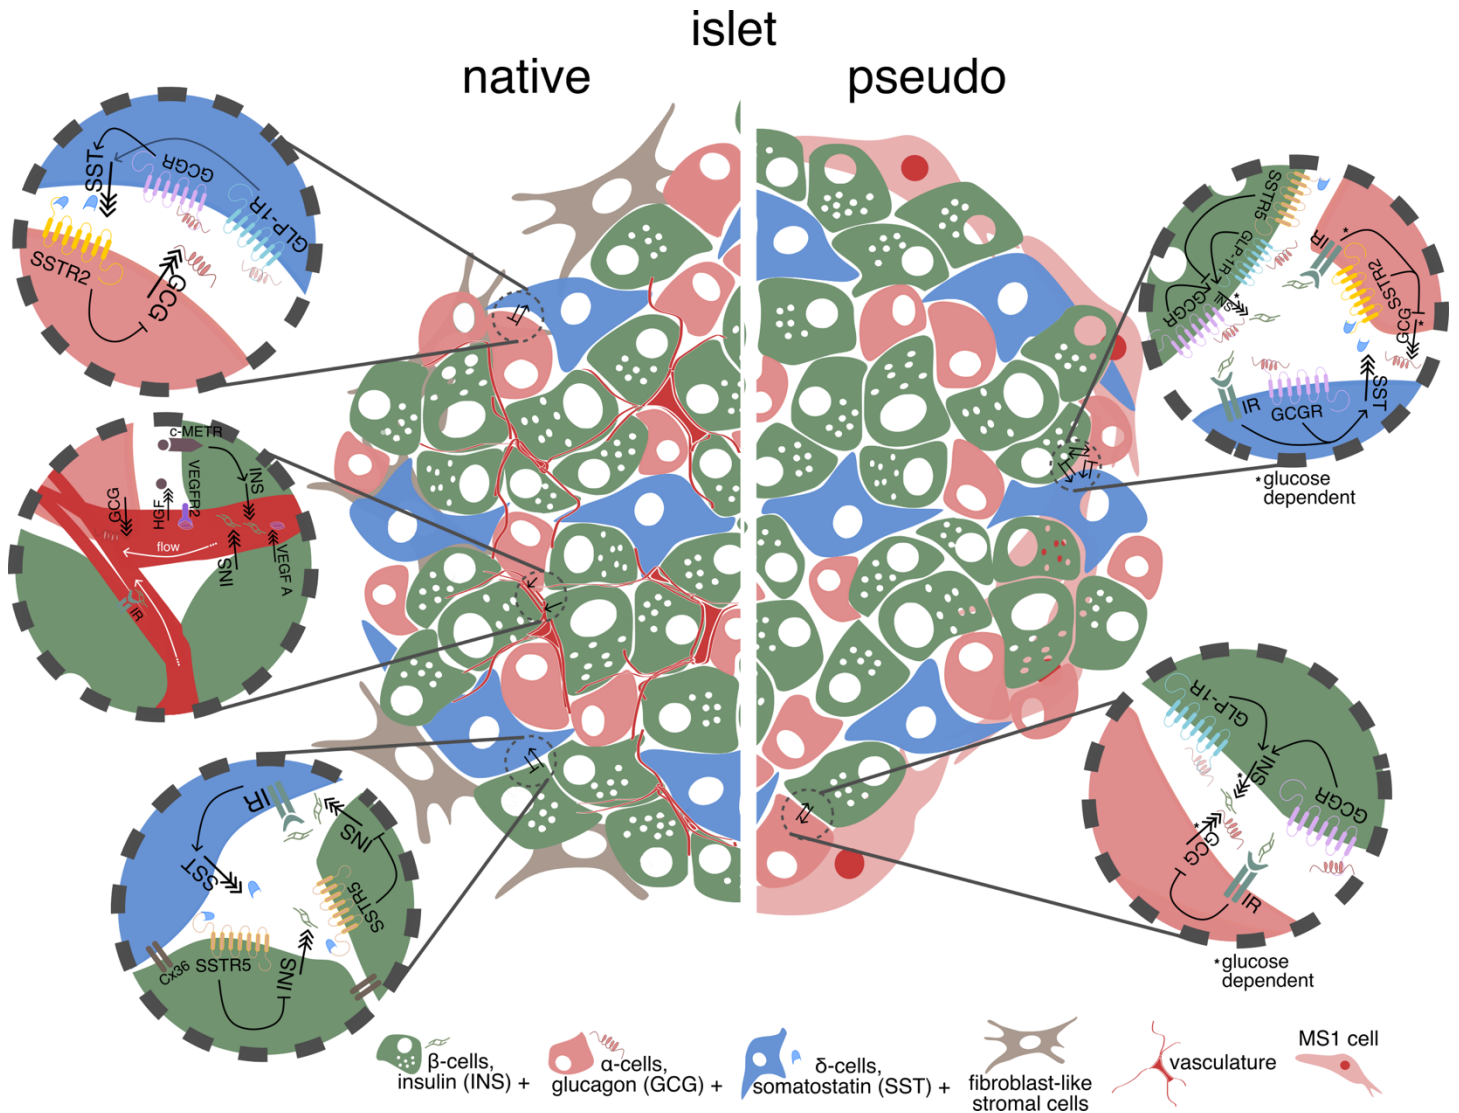 islet
native
pseudo
SST
GCGR
GLP-1R
SSTR2
GCG
c-METR
GCG
HGF
VEGFR2
INS
flow
INS
VEGF A
IR
IR
INS
SST
SSTR5
Cx36
SSTR5
INS
SSTR5
GLP-1R
GCGR
INS
*
IR
*
SSTR2
GCG
*
SST
IR
GCGR
*glucose
dependent
GLP-1R
INS
*
GCGR
GCG
*
IR
*glucose
dependent
β-cells,
insulin (INS) +
α-cells,
glucagon (GCG) +
δ-cells,
somatostatin (SST) +
fibroblast-like
stromal cells
vasculature
MS1 cell